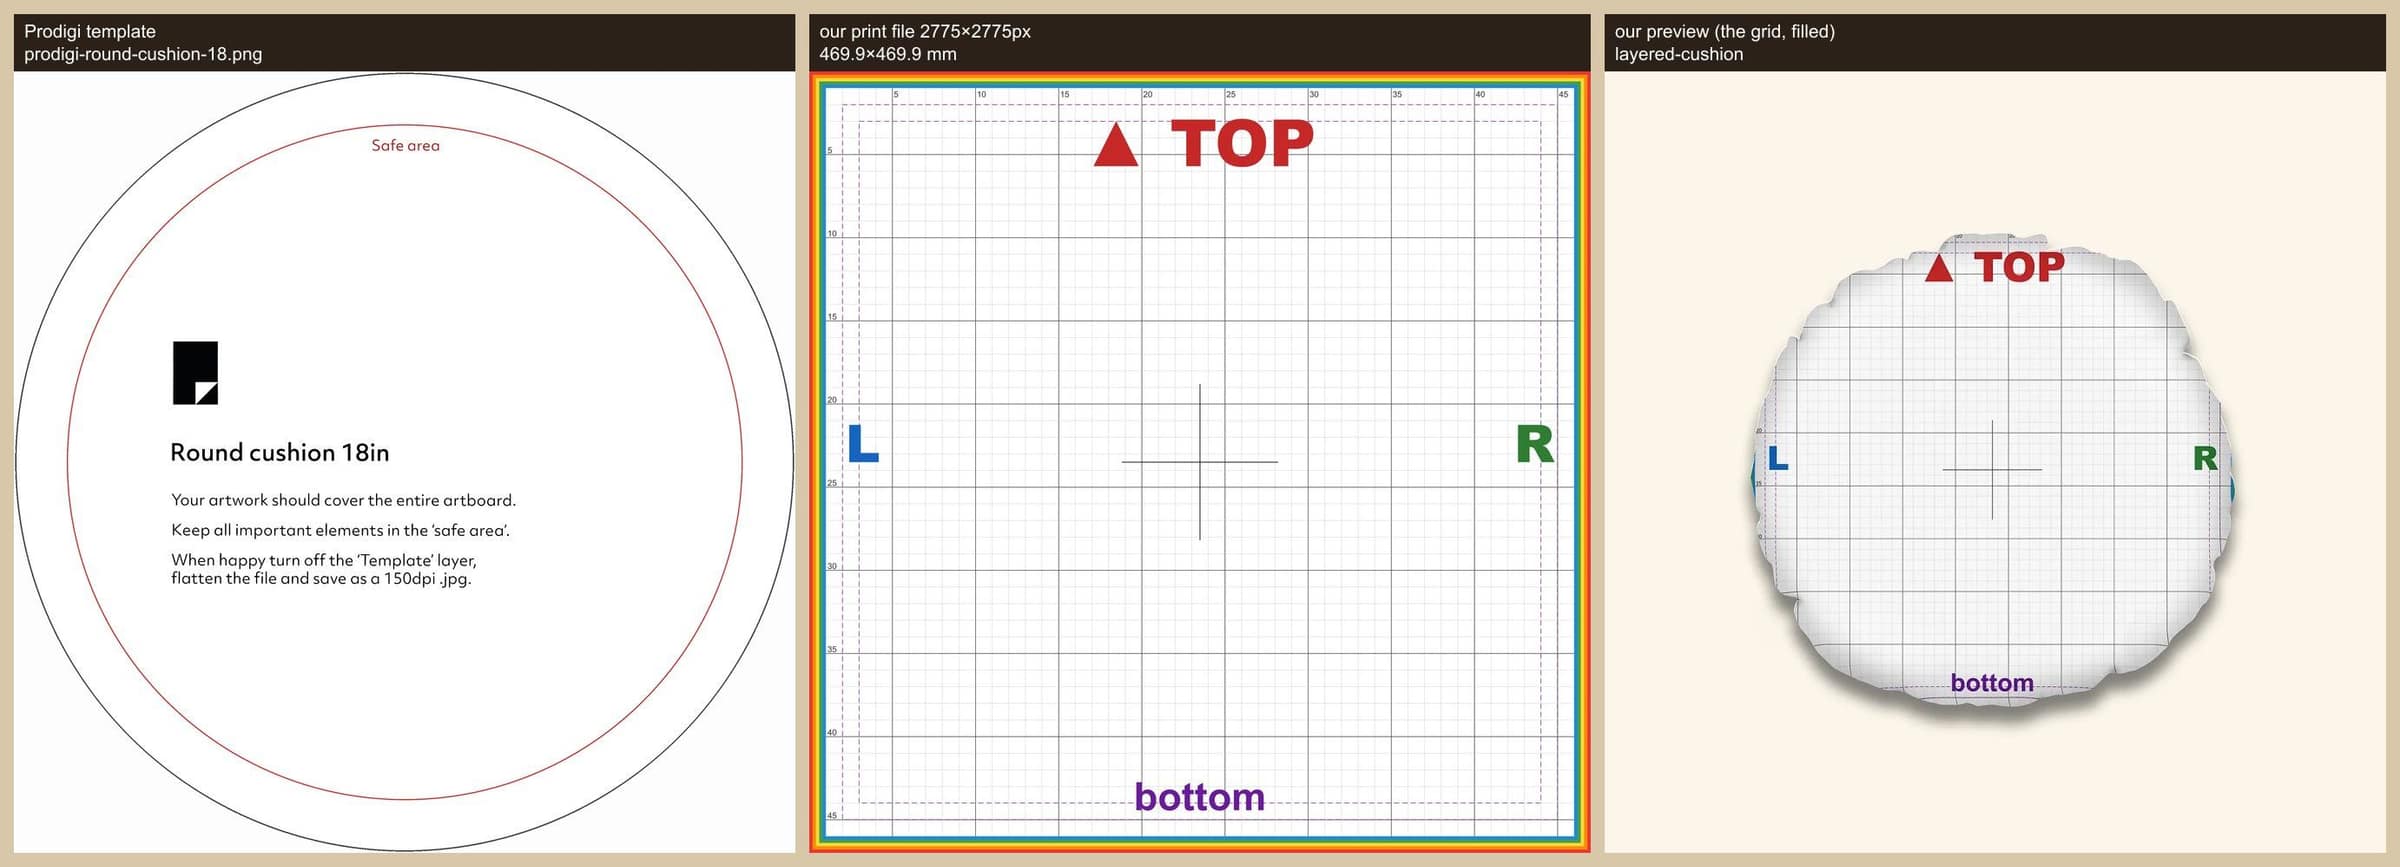 Prodigi template
prodigi-round-cushion-18.png
Safe area
Round cushion 18in
Your artwork should cover the entire artboard.
Keep all important elements in the ‘safe area’.
When happy turn off the ‘Template’ layer,
flatten the file and save as a 150dpi .jpg.
our print file 2775×2775px
469.9×469.9 mm
5 10 15 20 25 30 35 40 45
▲ TOP
5
10
15
20
L R
25
30
35
40
bottom
45
our preview (the grid, filled)
layered-cushion
▲ TOP
L R
bottom